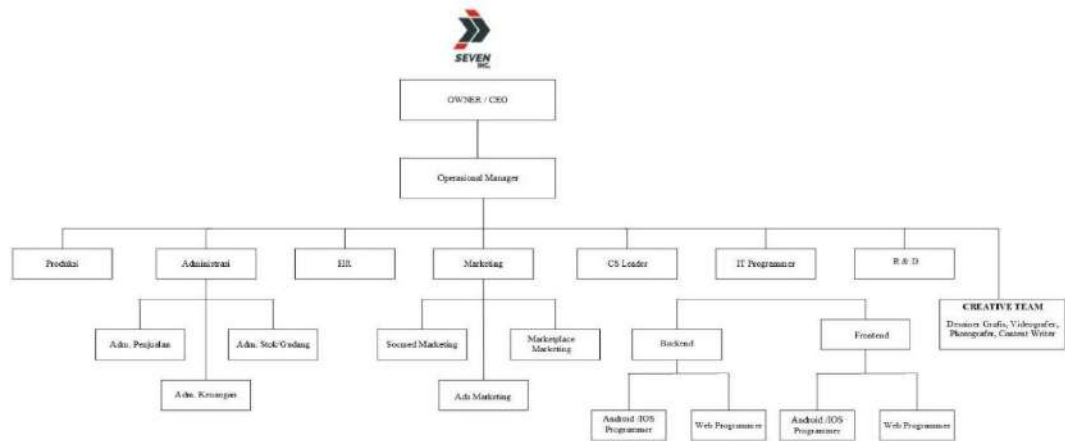 SEVEN
INC.
OWNER / CEO
Operasional Manager
Produksi
Administrasi
HR
Marketing
CS Leader
IT Programmer
R & D
CREATIVE TEAM
Desainer Grafis, Videografer,
Photografer, Content Writer
Adm. Penjualan
Adm. Stok/Gudang
Adm. Keuangan
Sosmed Marketing
Marketplace
Marketing
Ads Marketing
Backend
Frontend
Android /IOS
Programmer
Web Programmer
Android /IOS
Programmer
Web Programmer